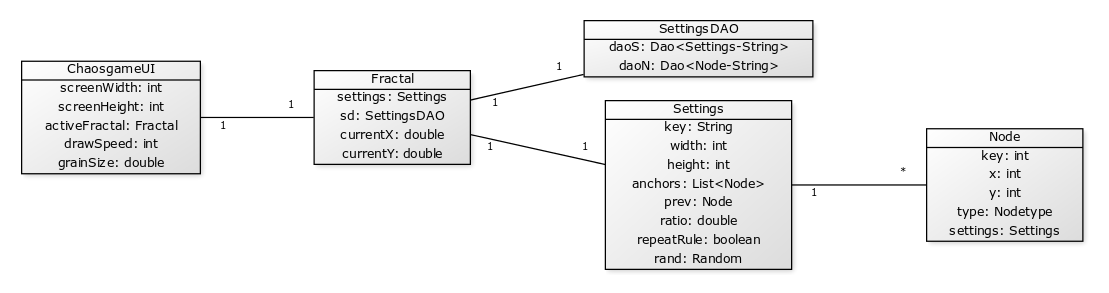 ChaosgameUI
screenWidth: int
screenHeight: int
activeFractal: Fractal
drawSpeed: int
grainSize: double
1
1
Fractal
settings: Settings
sd: SettingsDAO
currentX: double
currentY: double
1
1
SettingsDAO
daoS: Dao<Settings-String>
daoN: Dao<Node-String>
1
1
Settings
key: String
width: int
height: int
anchors: List<Node>
prev: Node
ratio: double
repeatRule: boolean
rand: Random
1
*
Node
key: int
x: int
y: int
type: Nodetype
settings: Settings